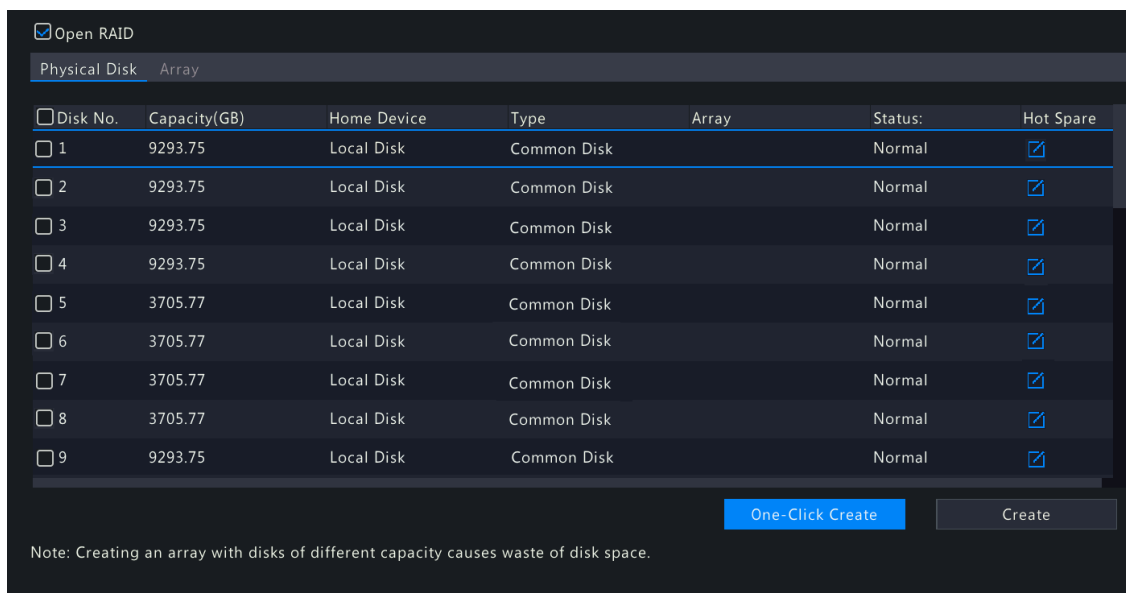 Open RAID
Physical Disk Array
Disk No. Capacity(GB) Home Device Type Array Status: Hot Spare
1 9293.75 Local Disk Common Disk Normal
2 9293.75 Local Disk Common Disk Normal
3 9293.75 Local Disk Common Disk Normal
4 9293.75 Local Disk Common Disk Normal
5 3705.77 Local Disk Common Disk Normal
6 3705.77 Local Disk Common Disk Normal
7 3705.77 Local Disk Common Disk Normal
8 3705.77 Local Disk Common Disk Normal
9 9293.75 Local Disk Common Disk Normal
One-Click Create Create
Note: Creating an array with disks of different capacity causes waste of disk space.